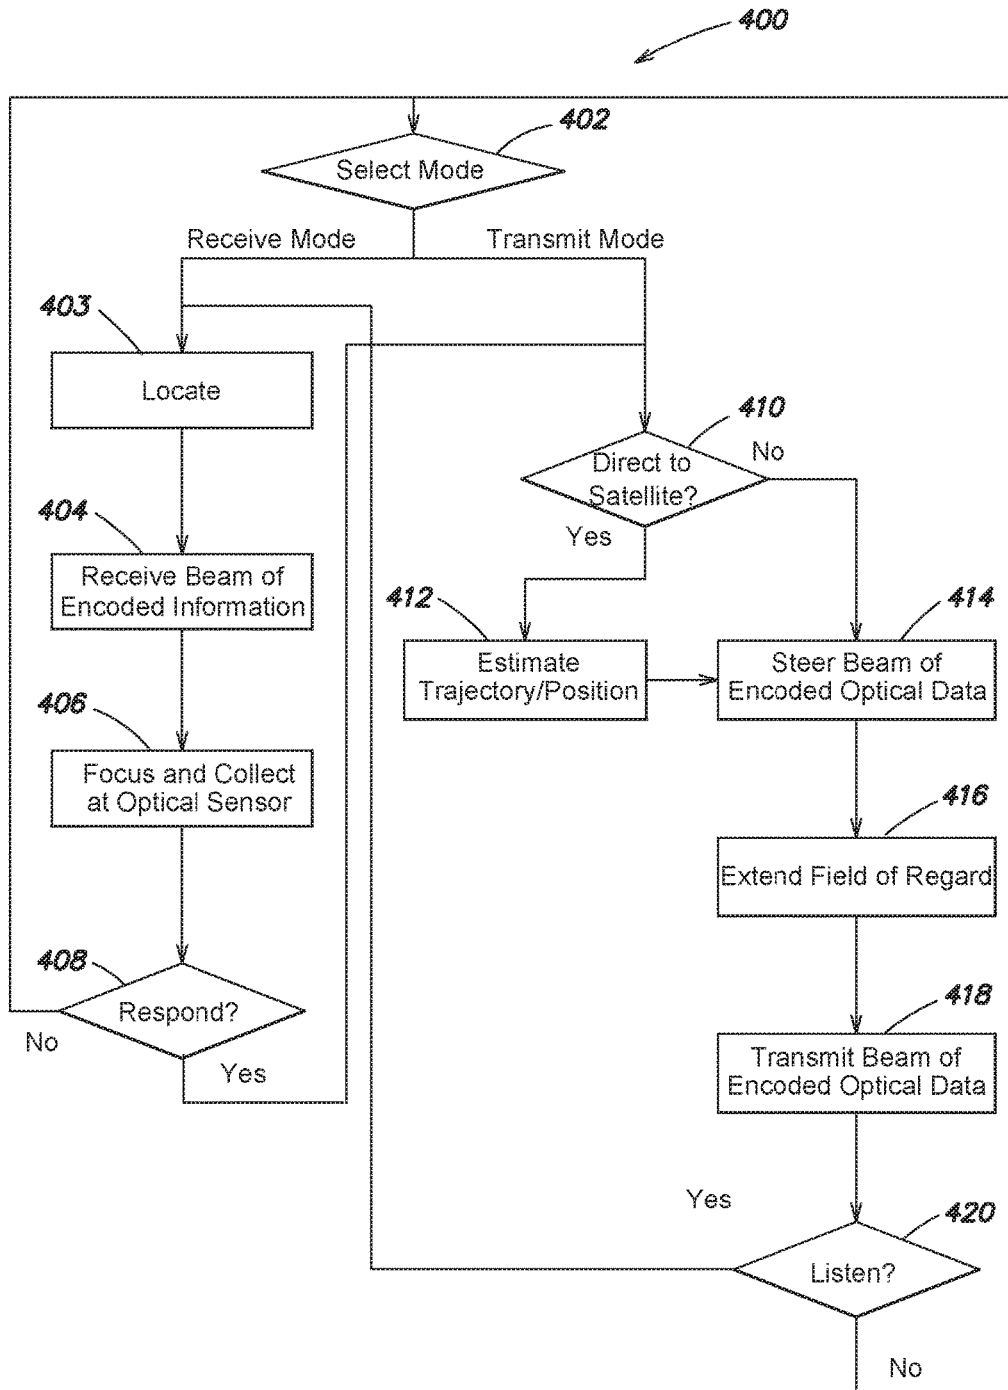 400
402
Select Mode
Receive Mode
Transmit Mode
403
Locate
410
Direct to
Satellite?
No
Yes
404
Receive Beam of
Encoded Information
412
Estimate
Trajectory/Position
414
Steer Beam of
Encoded Optical Data
406
Focus and Collect
at Optical Sensor
416
Extend Field of Regard
408
Respond?
No
Yes
418
Transmit Beam of
Encoded Optical Data
Yes
420
Listen?
No